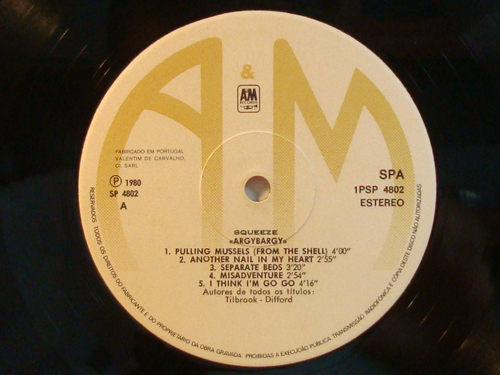 A & M
A&M
RECORDS
FABRICADO EM PORTUGAL
VALENTIM DE CARVALHO,
CI. SARL
Ⓟ 1980
SP 4802
A
SPA
1PSP 4802
ESTEREO
SQUEEZE
«ARGYBARGY»
1. PULLING MUSSELS (FROM THE SHELL) 4'00"
2. ANOTHER NAIL IN MY HEART 2'55"
3. SEPARATE BEDS 3'20"
4. MISADVENTURE 2'54"
5. I THINK I'M GO GO 4'16"
Autores de todos os títulos:
Tilbrook - Difford
RESERVADOS TODOS OS DIREITOS DO FABRICANTE E DO PROPRIETÁRIO DA OBRA GRAVADA. PROIBIDAS A EXECUÇÃO PÚBLICA, TRANSMISSÃO RADIOFÓNICA E CÓPIA DESTE DISCO NÃO AUTORIZADAS